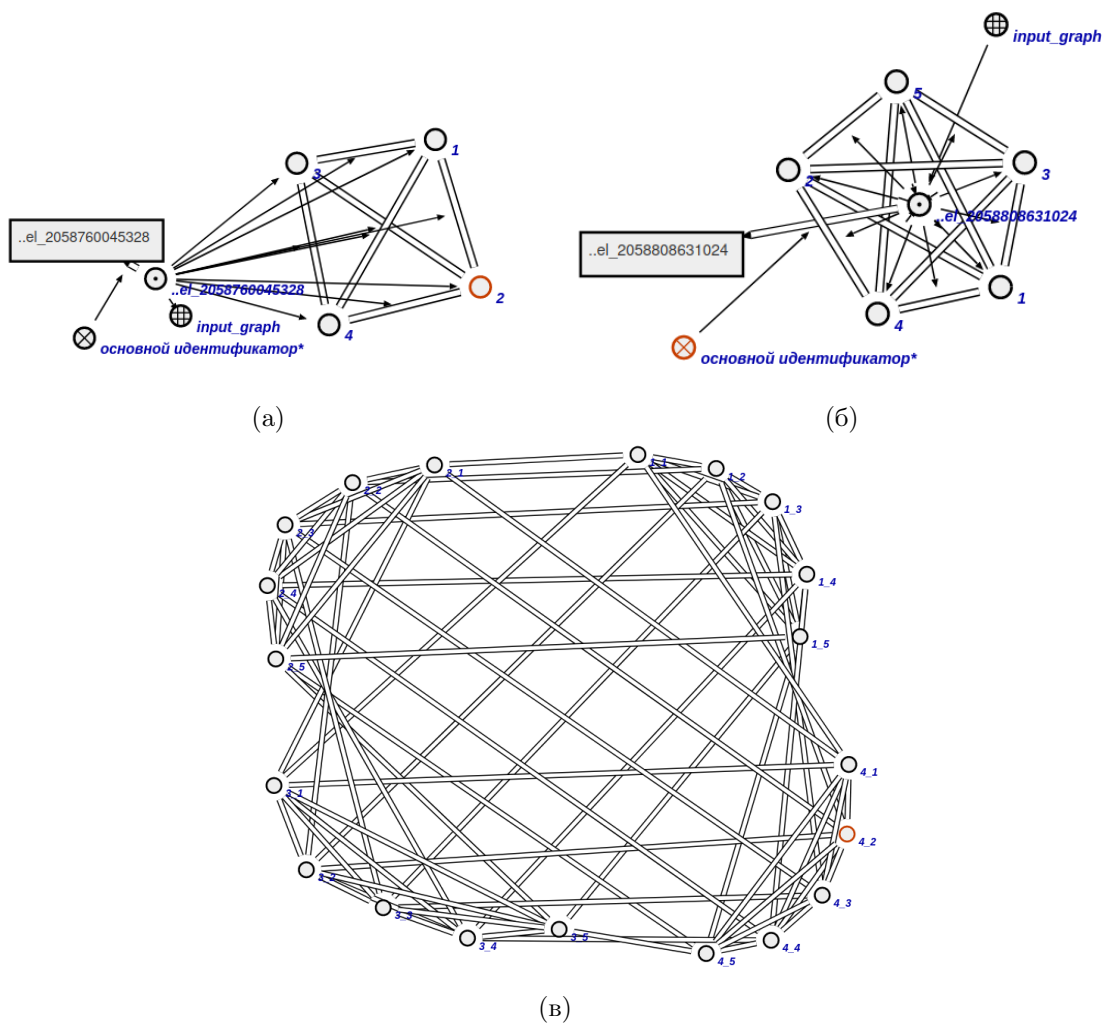 1
3
..el_2058760045328
..el_2058760045328
2
input_graph
4
основной идентификатор*
(а)
input_graph
5
2
3
..el_2058808631024
..el_2058808631024
1
4
основной идентификатор*
(б)
2_1
1_1
2_2
1_2
1_3
2_3
1_4
2_4
1_5
2_5
4_1
3_1
4_2
3_2
4_3
3_3
3_4
3_5
4_4
4_5
(в)